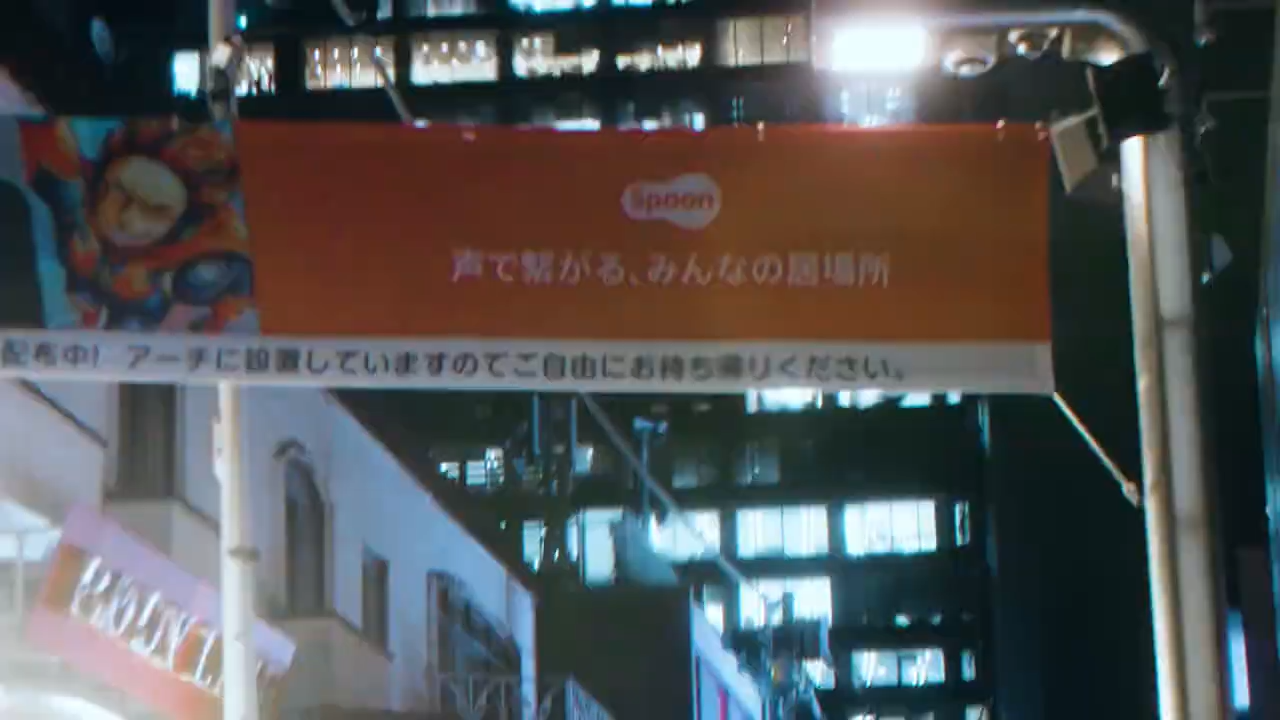 Spoon
声で繋がる、みんなの居場所
配布中! アーチに設置していますのでご自由にお持ち帰りください。